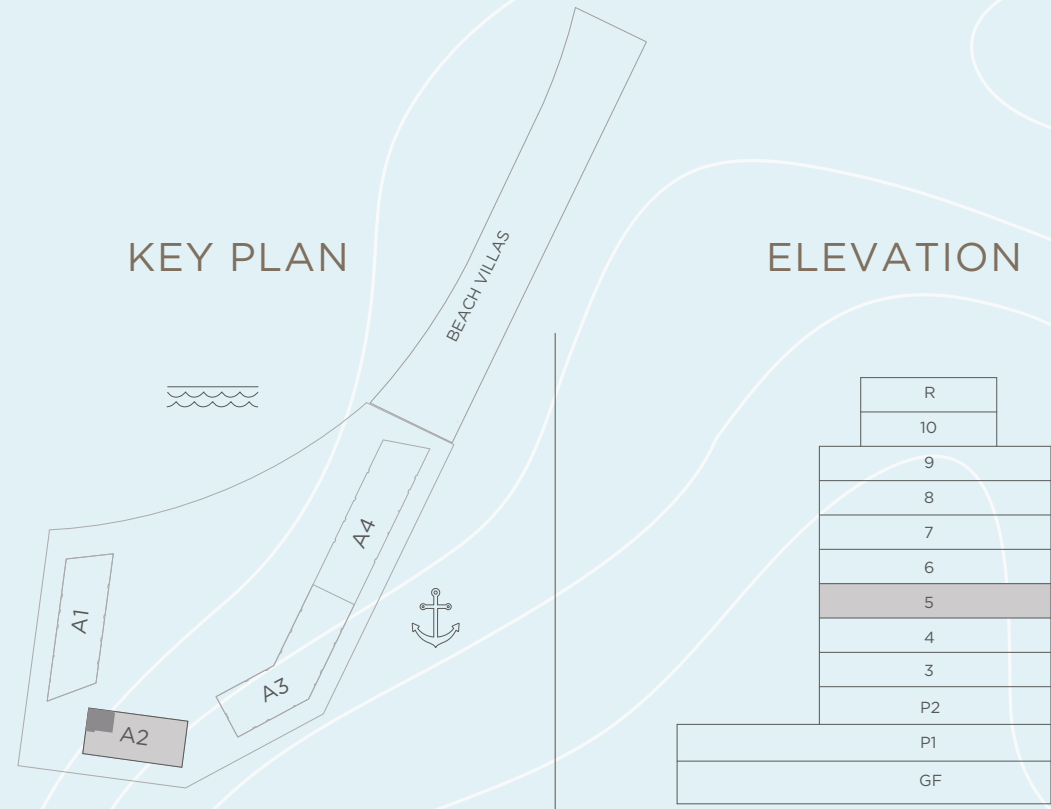 KEY PLAN
ELEVATION
BEACH VILLAS
A4
A1
A3
A2
R
10
9
8
7
6
5
4
3
P2
P1
GF